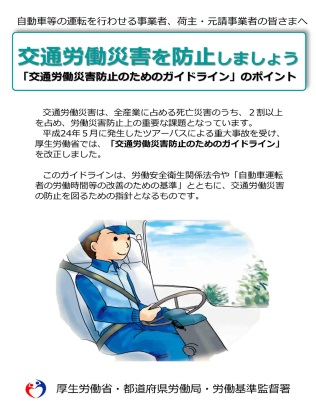 自動車等の運転を行わせる事業者、荷主・元請事業者の皆さまへ
交通労働災害を防止しましょう
「交通労働災害防止のためのガイドライン」のポイント
交通労働災害は、全産業に占める死亡災害のうち、２割以上
を占め、労働災害防止上の重要な課題となっています。
平成24年５月に発生したツアーバスによる重大事故を受け、
厚生労働省では、「交通労働災害防止のためのガイドライン」
を改正しました。
このガイドラインは、労働安全衛生関係法令や「自動車運転
者の労働時間等の改善のための基準」とともに、交通労働災害
の防止を図るための指針となるものです。
厚生労働省・都道府県労働局・労働基準監督署